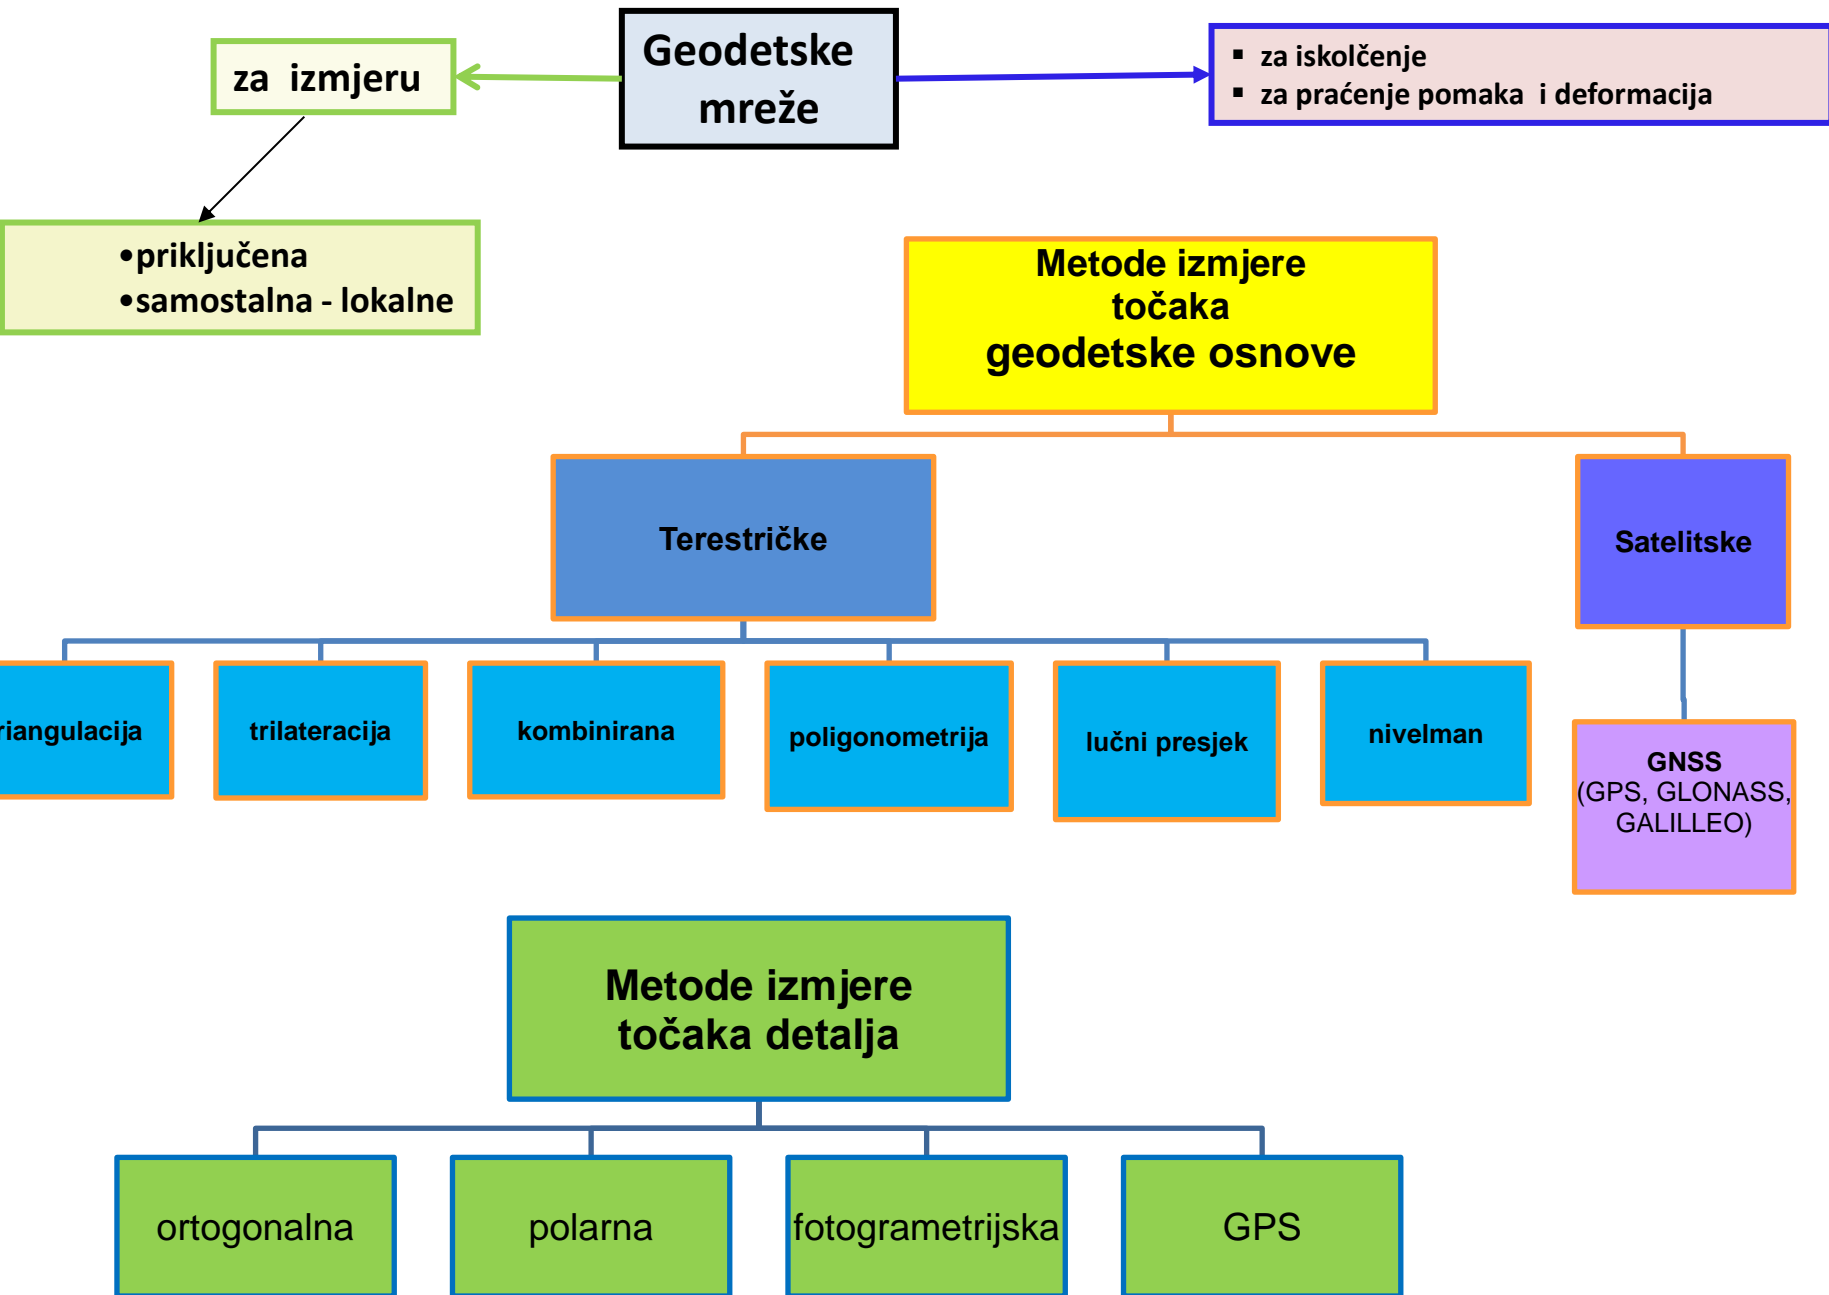 Geodetske
mreže
za izmjeru
▪ za iskolčenje
▪ za praćenje pomaka i deformacija
•priključena
•samostalna - lokalne
Metode izmjere
točaka
geodetske osnove
Terestričke
Satelitske
riangulacija
trilateracija
kombinirana
poligonometrija
lučni presjek
nivelman
GNSS
(GPS, GLONASS,
GALILLEO)
Metode izmjere
točaka detalja
ortogonalna
polarna
fotogrametrijska
GPS